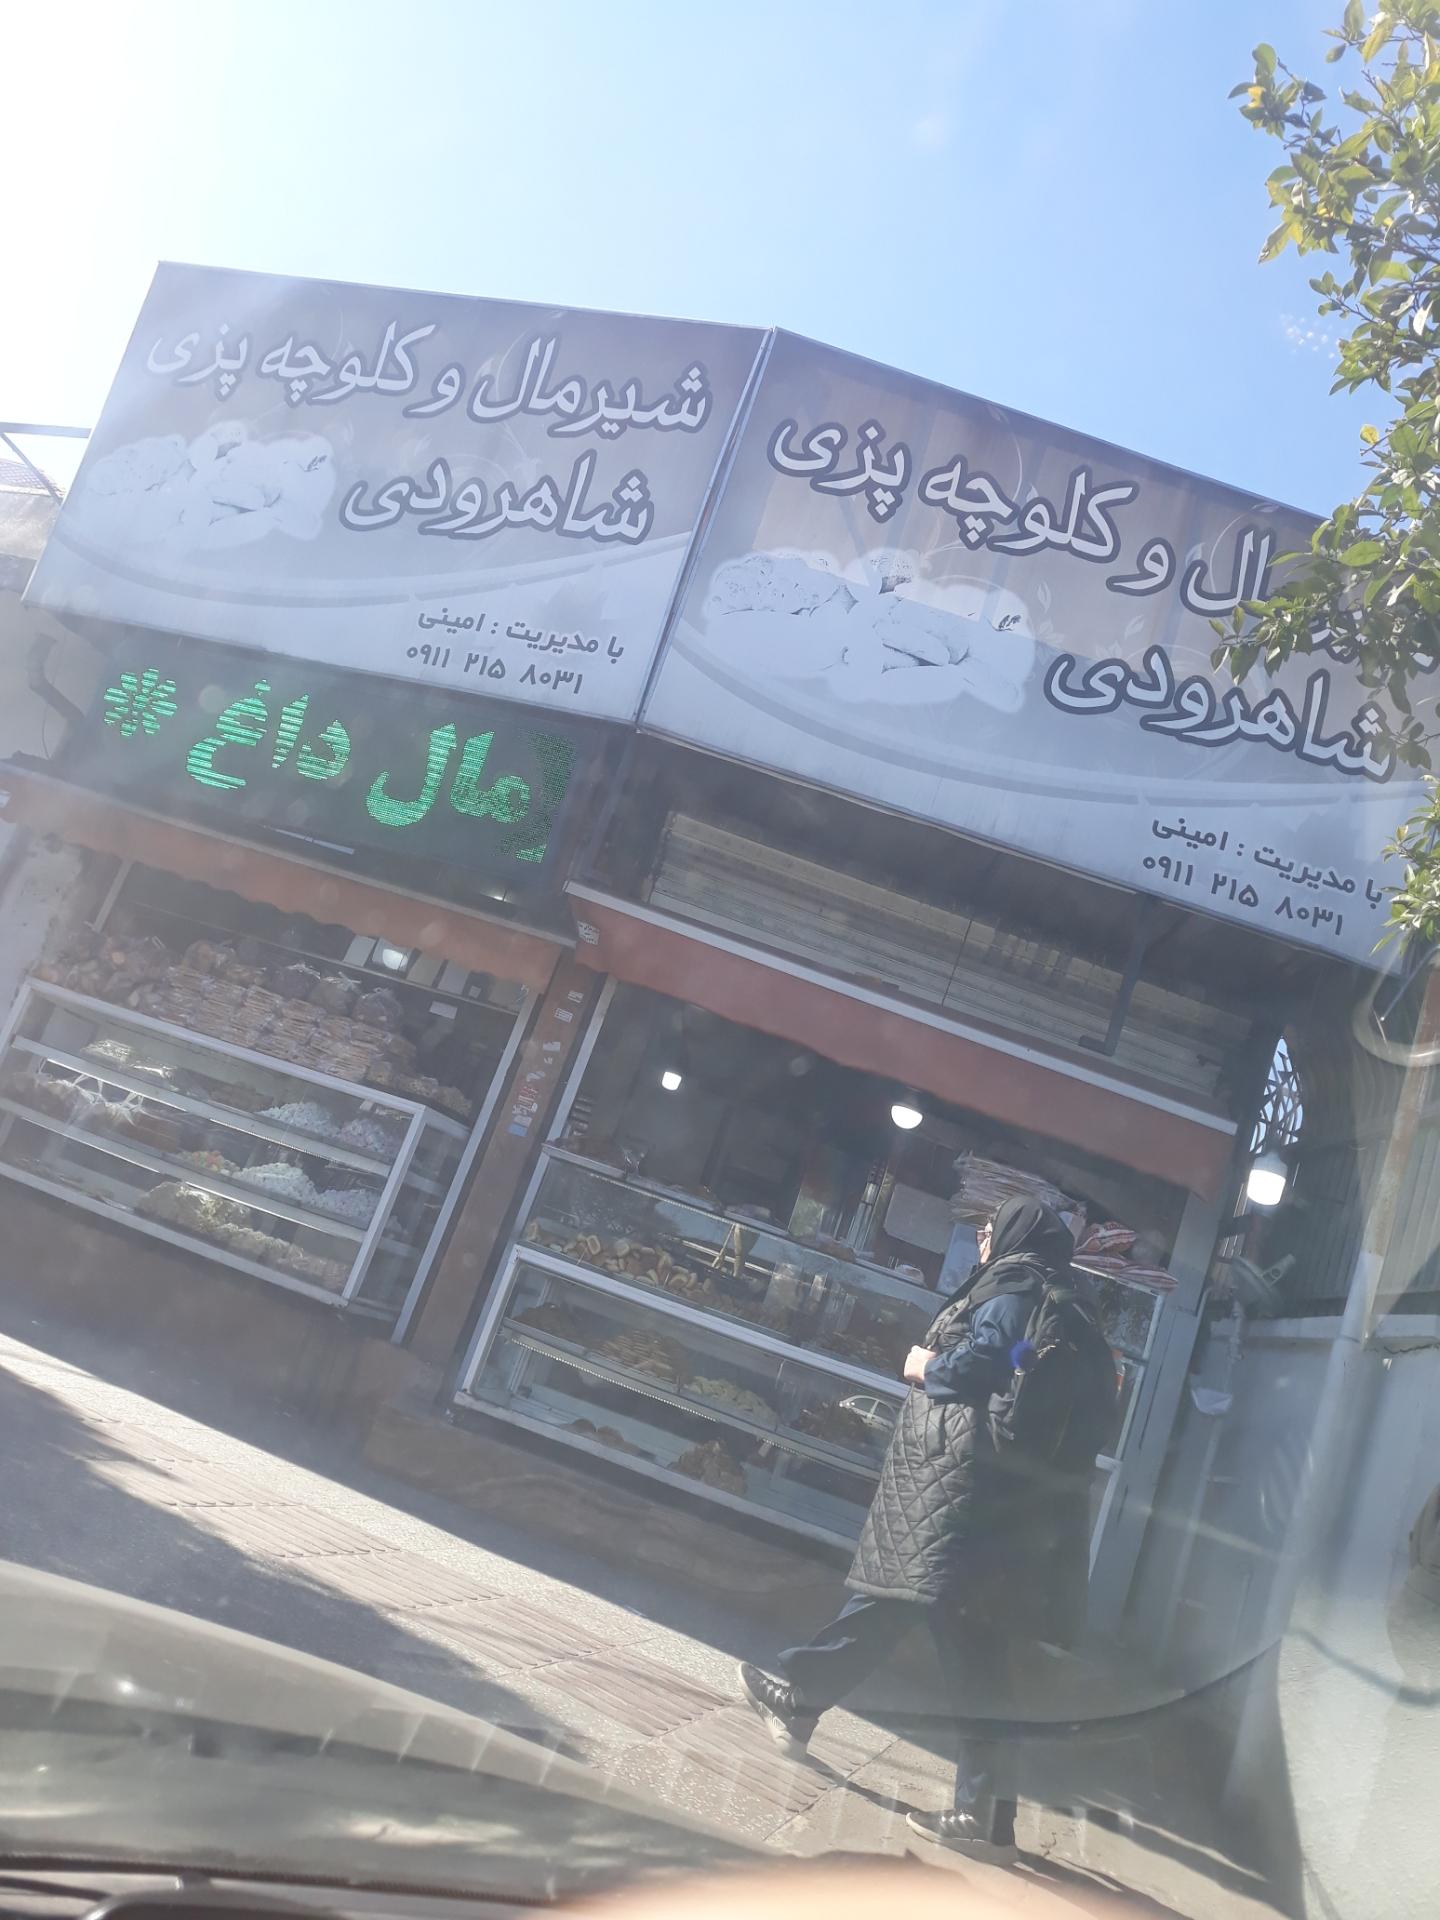 شیرمال و کلوچه پزی
شاهرودی
با مدیریت : امینی
۰۹۱۱ ۲۱۵ ۸۰۳۱
مال داغ *
و کلوچه پزی
شاهرودی
با مدیریت : امینی
۰۹۱۱ ۲۱۵ ۸۰۳۱